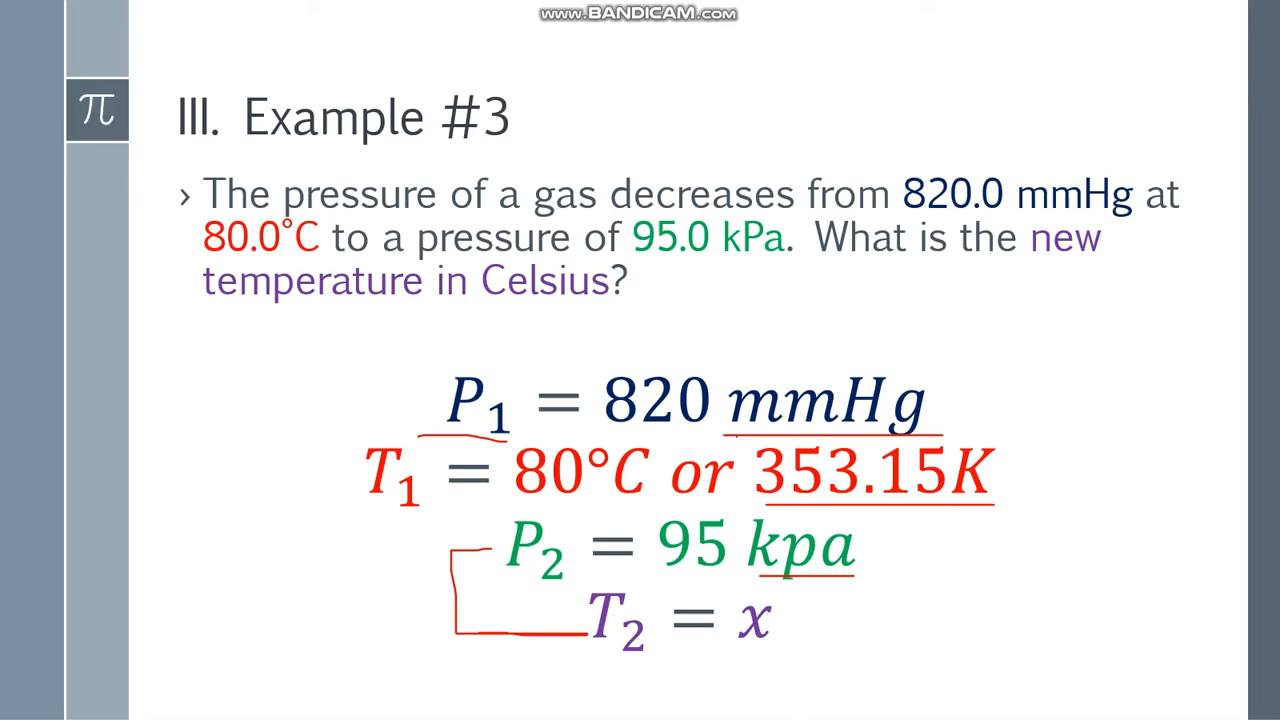 www.BANDICAM.com
π
III. Example #3
› The pressure of a gas decreases from 820.0 mmHg at
80.0°C to a pressure of 95.0 kPa. What is the new
temperature in Celsius?
P₁ = 820 mmHg
T₁ = 80°C or 353.15K
P₂ = 95 kpa
T₂ = x